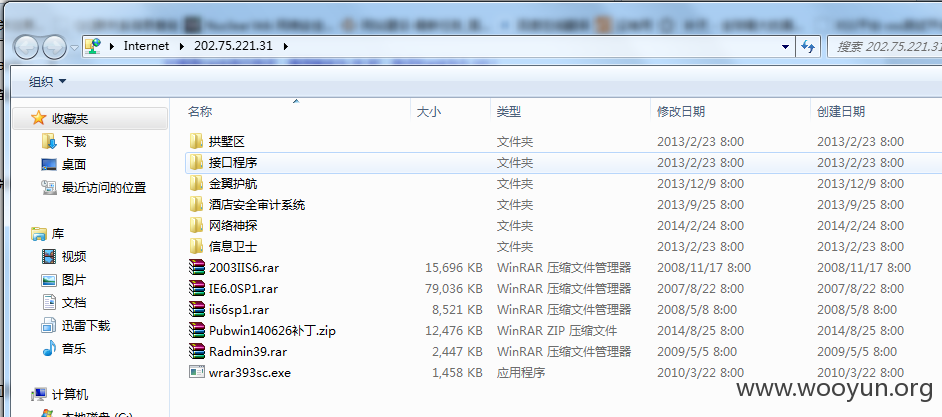 Internet 202.75.221.31 搜索 202.75.221.31
组织
名称 大小 类型 修改日期 创建日期
收藏夹
下载
桌面
最近访问的位置
库
视频
图片
文档
迅雷下载
音乐
计算机
拱墅区 文件夹 2013/2/23 8:00 2013/2/23 8:00
接口程序 文件夹 2013/2/23 8:00 2013/2/23 8:00
金翼护航 文件夹 2013/12/9 8:00 2013/12/9 8:00
酒店安全审计系统 文件夹 2013/9/25 8:00 2013/9/25 8:00
网络神探 文件夹 2014/2/24 8:00 2014/2/24 8:00
信息卫士 文件夹 2013/2/23 8:00 2013/2/23 8:00
2003IIS6.rar 15,696 KB WinRAR 压缩文件管理器 2008/11/17 8:00 2008/11/17 8:00
IE6.0SP1.rar 79,036 KB WinRAR 压缩文件管理器 2007/8/22 8:00 2007/8/22 8:00
iis6sp1.rar 8,521 KB WinRAR 压缩文件管理器 2008/5/8 8:00 2008/5/8 8:00
Pubwin140626补丁.zip 12,476 KB WinRAR ZIP 压缩文件 2014/8/25 8:00 2014/8/25 8:00
Radmin39.rar 2,447 KB WinRAR 压缩文件管理器 2009/5/5 8:00 2009/5/5 8:00
wrar393sc.exe 1,458 KB 应用程序 2010/3/22 8:00 2010/3/22 8:00
www.wooyun.org